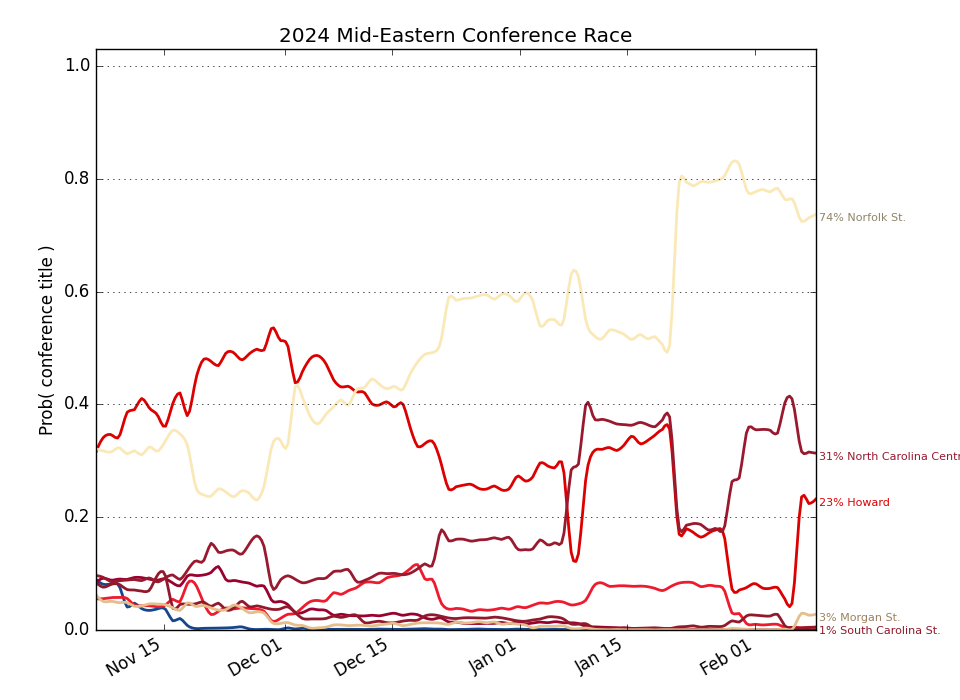 2024 Mid-Eastern Conference Race
1.0
0.8
0.6
0.4
0.2
0.0
Prob( conference title )
74% Norfolk St.
31% North Carolina Centr
23% Howard
3% Morgan St.
1% South Carolina St.
Nov 15
Dec 01
Dec 15
Jan 01
Jan 15
Feb 01